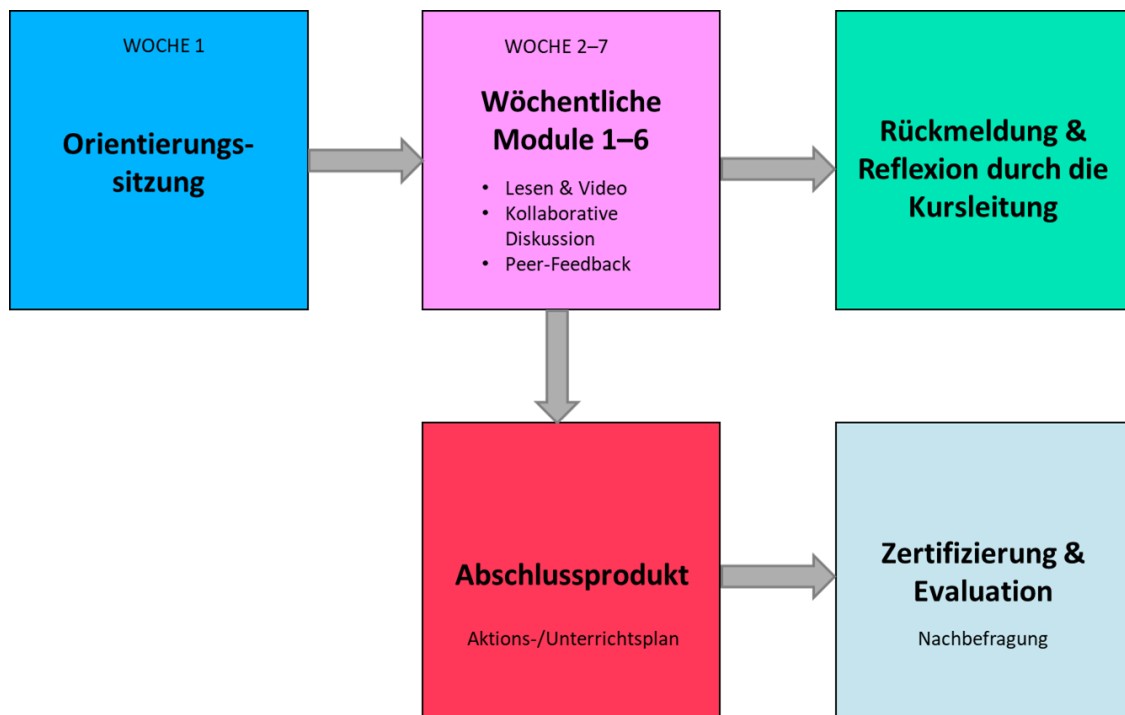 WOCHE 1
Orientierungs-
sitzung
WOCHE 2–7
Wöchentliche
Module 1–6
• Lesen & Video
• Kollaborative
Diskussion
• Peer-Feedback
Rückmeldung &
Reflexion durch die
Kursleitung
Abschlussprodukt
Aktions-/Unterrichtsplan
Zertifizierung &
Evaluation
Nachbefragung